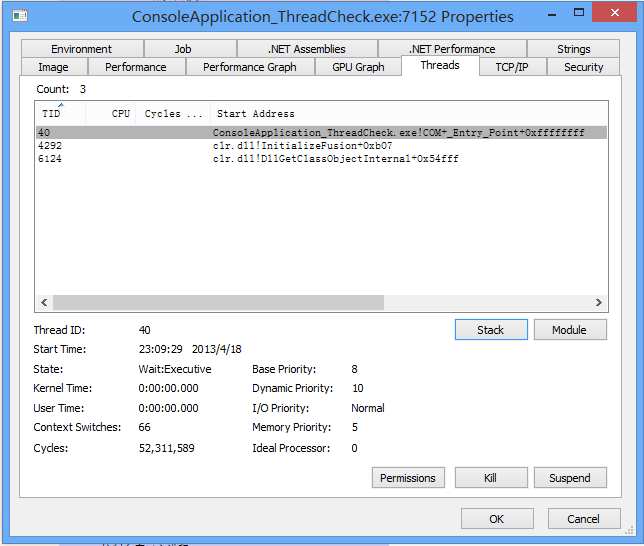 ConsoleApplication_ThreadCheck.exe:7152 Properties
Environment Job .NET Assemblies .NET Performance Strings
Image Performance Performance Graph GPU Graph Threads TCP/IP Security
Count: 3
TID CPU Cycles ... Start Address
40 ConsoleApplication_ThreadCheck.exe!COM+_Entry_Point+0xffffffff
4292 clr.dll!InitializeFusion+0xb07
6124 clr.dll!DllGetClassObjectInternal+0x54fff
Stack Module
Thread ID: 40
Start Time: 23:09:29 2013/4/18
State: Wait:Executive Base Priority: 8
Kernel Time: 0:00:00.000 Dynamic Priority: 10
User Time: 0:00:00.000 I/O Priority: Normal
Context Switches: 66 Memory Priority: 5
Cycles: 52,311,589 Ideal Processor: 0
Permissions Kill Suspend
OK Cancel